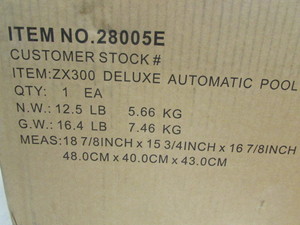 ITEM NO.28005E
CUSTOMER STOCK#
ITEM:ZX300 DELUXE AUTOMATIC POOL
QTY: 1 EA
N.W.: 12.5 LB 5.66 KG
G.W.: 16.4 LB 7.46 KG
MEAS:18 7/8INCH x 15 3/4INCH x 16 7/8INCH
48.0CM x 40.0CM x 43.0CM